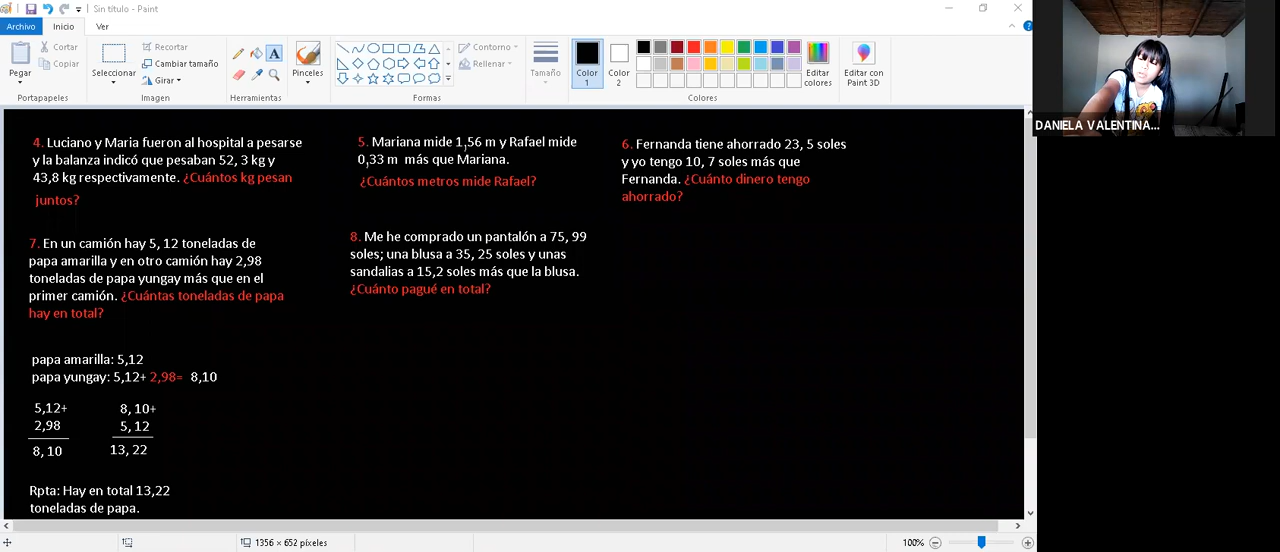 Sin título - Paint
Archivo
Inicio
Ver
Pegar
Cortar
Copiar
Portapapeles
Seleccionar
Recortar
Cambiar tamaño
Girar
Imagen
A
Herramientas
Pinceles
Contorno
Rellenar
Formas
Tamaño
Color 1
Color 2
Editar colores
Colores
Editar con Paint 3D
DANIELA VALENTINA...
4. Luciano y Maria fueron al hospital a pesarse
y la balanza indicó que pesaban 52, 3 kg y
43,8 kg respectivamente. ¿Cuántos kg pesan
juntos?
5. Mariana mide 1,56 m y Rafael mide
0,33 m más que Mariana.
¿Cuántos metros mide Rafael?
6. Fernanda tiene ahorrado 23, 5 soles
y yo tengo 10, 7 soles más que
Fernanda. ¿Cuánto dinero tengo
ahorrado?
7. En un camión hay 5, 12 toneladas de
papa amarilla y en otro camión hay 2,98
toneladas de papa yungay más que en el
primer camión. ¿Cuántas toneladas de papa
hay en total?
8. Me he comprado un pantalón a 75, 99
soles; una blusa a 35, 25 soles y unas
sandalias a 15,2 soles más que la blusa.
¿Cuánto pagué en total?
papa amarilla: 5,12
papa yungay: 5,12+ 2,98= 8,10
5,12+
2,98
8, 10
8, 10+
5, 12
13, 22
Rpta: Hay en total 13,22
toneladas de papa.
1356 × 652 píxeles
100%